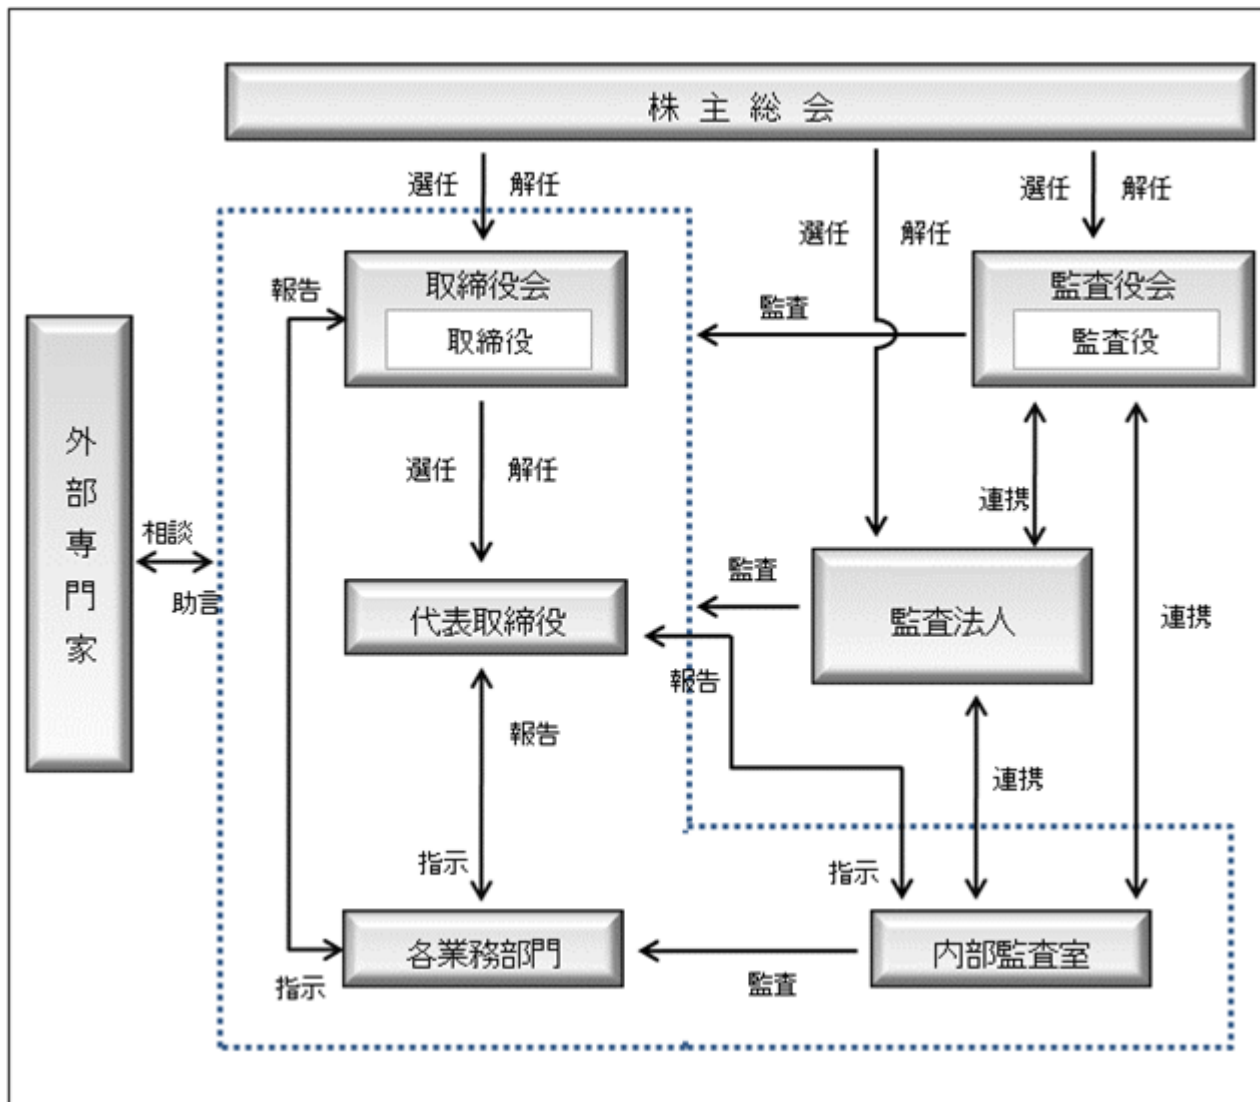 株主総会
選任 解任
選任 解任
選任 解任
取締役会
取締役
監査役会
監査役
報告
監査
外部専門家
相談
助言
選任 解任
連携
監査
代表取締役
監査法人
連携
報告
報告
連携
指示
指示
各業務部門
内部監査室
監査
指示